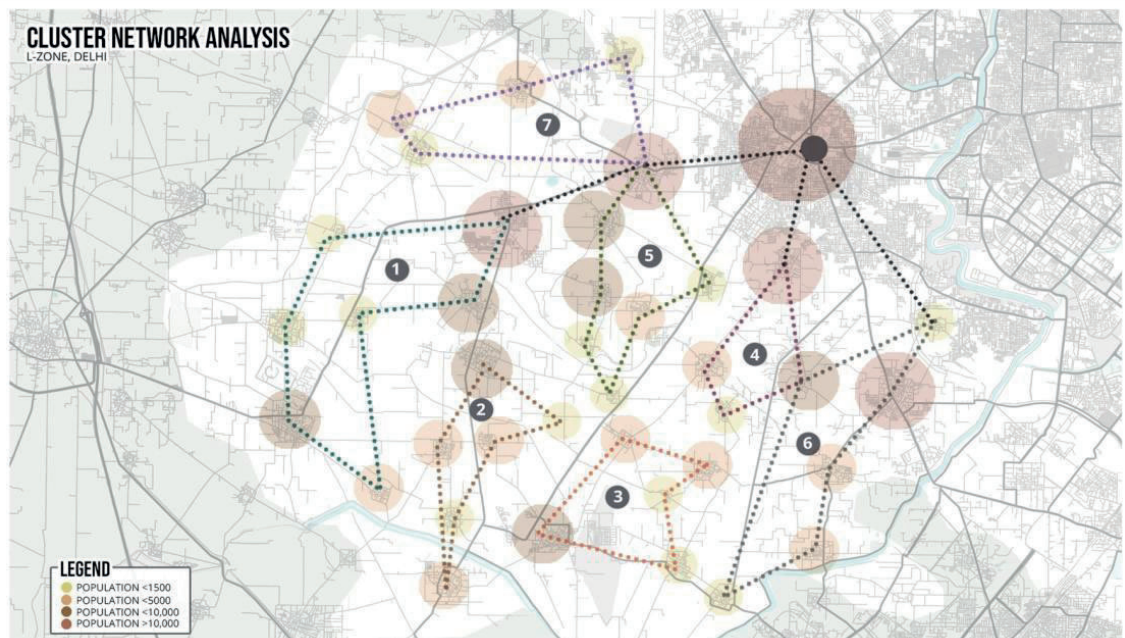 CLUSTER NETWORK ANALYSIS
L-ZONE, DELHI
7
1
5
4
2
6
3
LEGEND
POPULATION <1500
POPULATION <5000
POPULATION <10,000
POPULATION >10,000